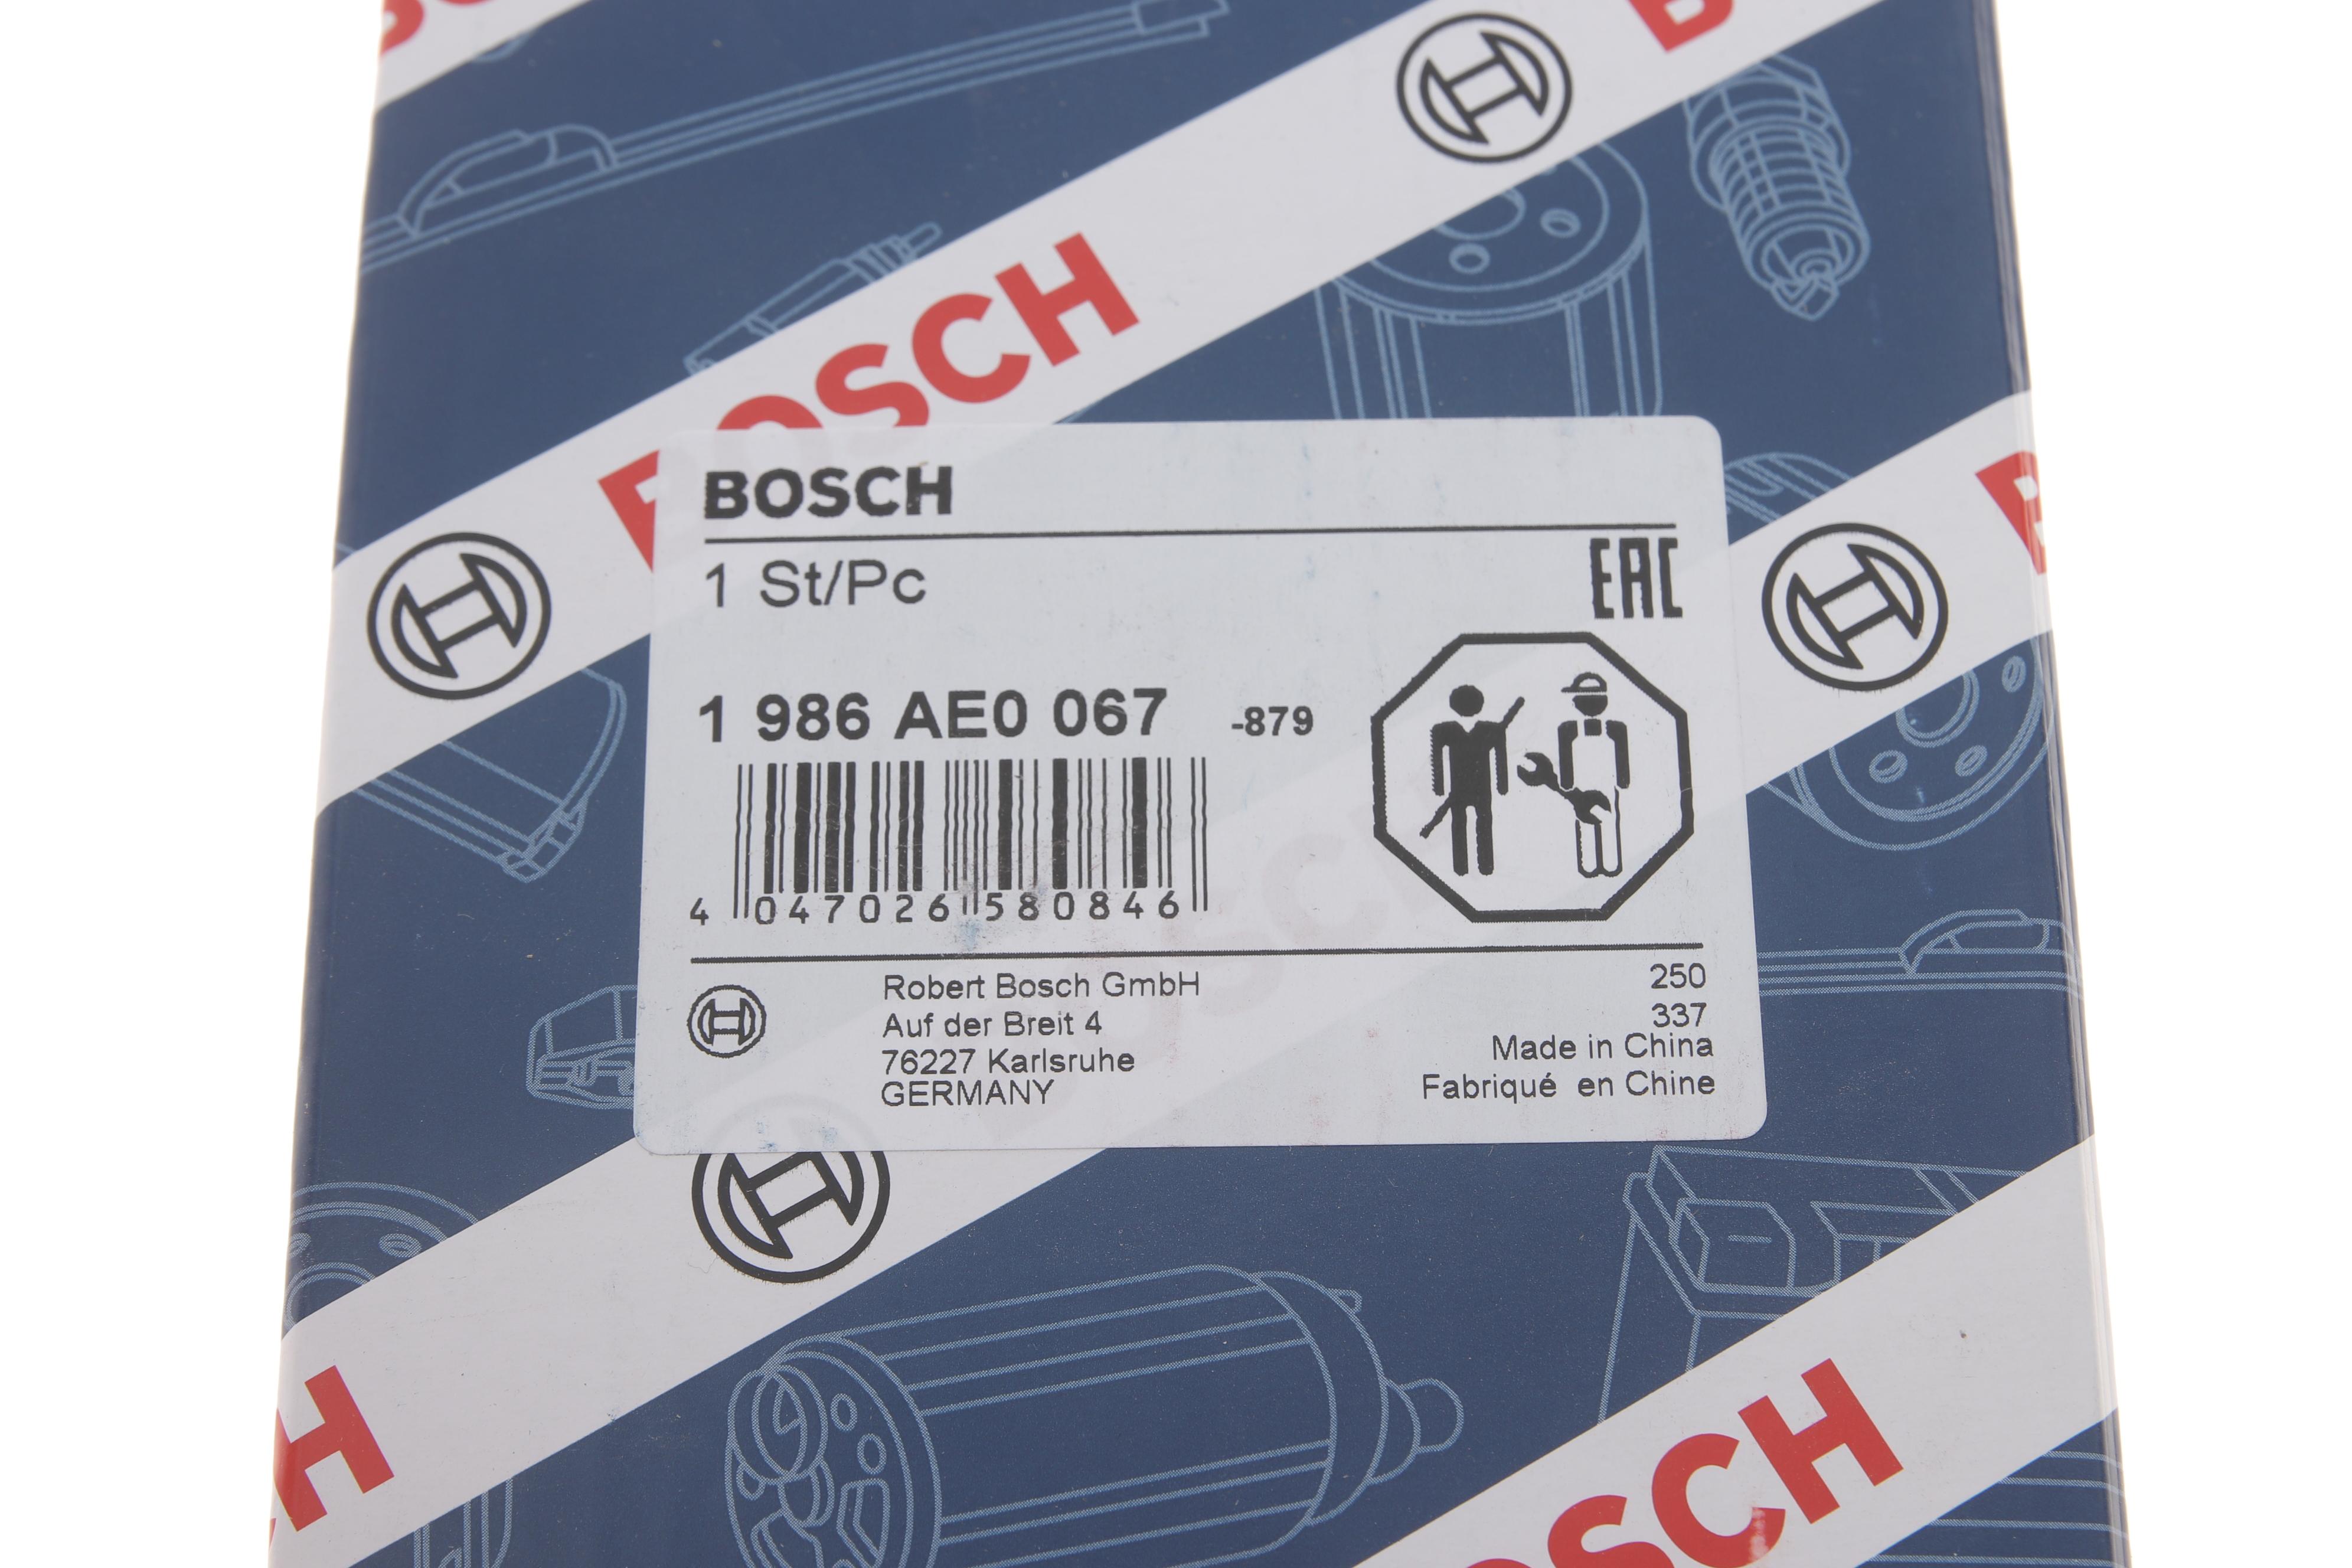 BOSCH
BOSCH
1 St/Pc
EAC
1 986 AE0 067 -879
4 047026 580846
Robert Bosch GmbH
Auf der Breit 4
76227 Karlsruhe
GERMANY
250
337
Made in China
Fabriqué en Chine
BOSCH